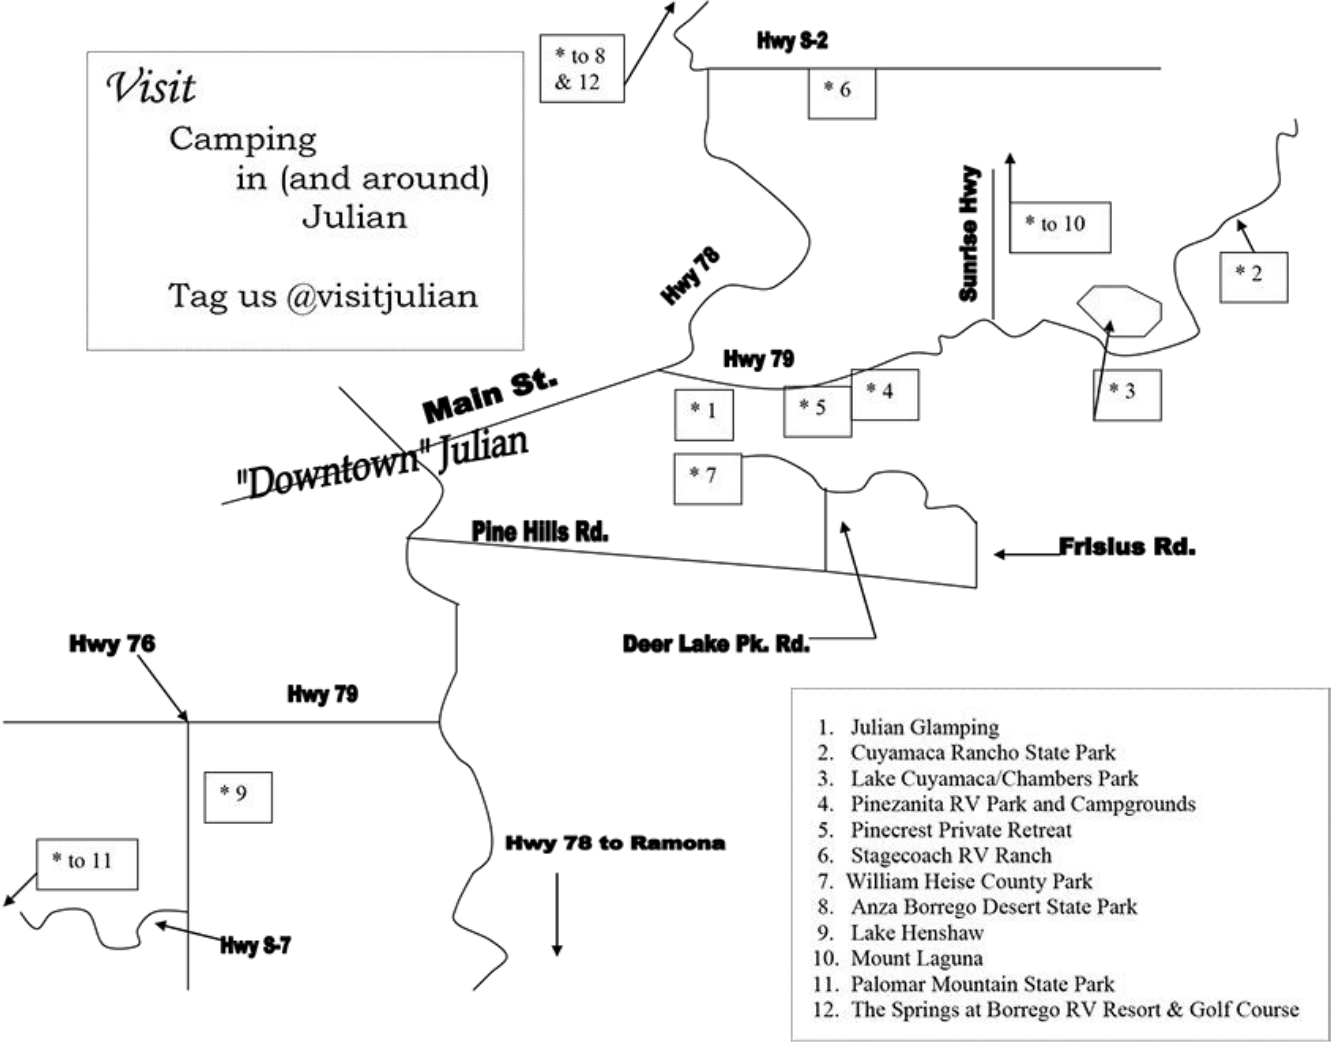 Visit
Camping
in (and around)
Julian
Tag us @visitjulian
* to 8
& 12
Hwy S-2
* 6
Sunrise Hwy
* to 10
* 2
Hwy 78
Hwy 79
* 3
* 4
* 5
* 1
Main St.
"Downtown" Julian
* 7
Pine Hills Rd.
Frisius Rd.
Deer Lake Pk. Rd.
Hwy 76
Hwy 79
* 9
Hwy 78 to Ramona
* to 11
Hwy S-7
1. Julian Glamping
2. Cuyamaca Rancho State Park
3. Lake Cuyamaca/Chambers Park
4. Pinezanita RV Park and Campgrounds
5. Pinecrest Private Retreat
6. Stagecoach RV Ranch
7. William Heise County Park
8. Anza Borrego Desert State Park
9. Lake Henshaw
10. Mount Laguna
11. Palomar Mountain State Park
12. The Springs at Borrego RV Resort & Golf Course